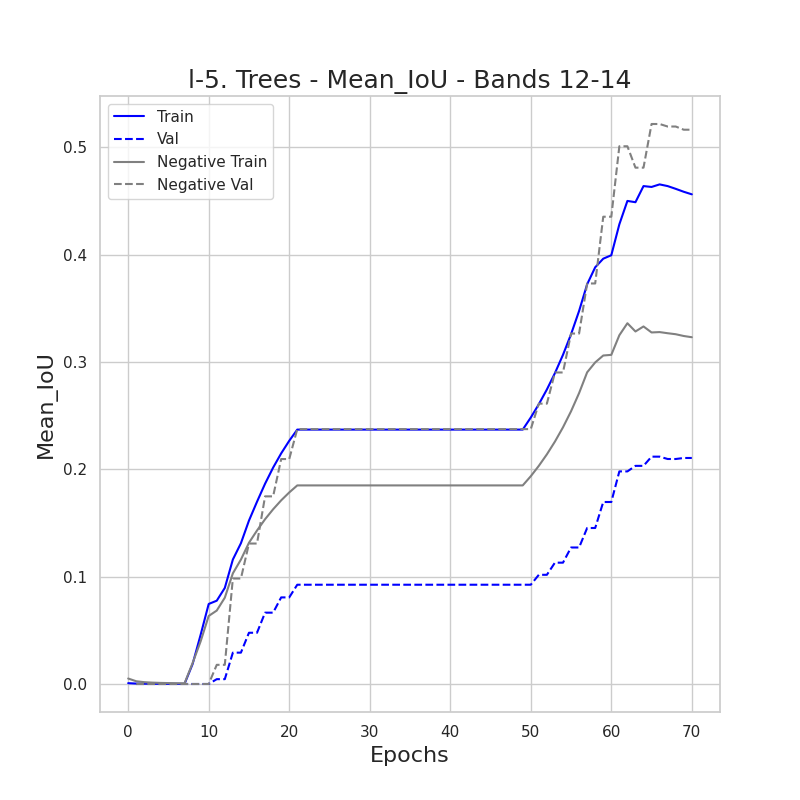 l-5. Trees - Mean_IoU - Bands 12-14
Train
Val
Negative Train
Negative Val
Mean_IoU
0.5
0.4
0.3
0.2
0.1
0.0
0 10 20 30 40 50 60 70
Epochs